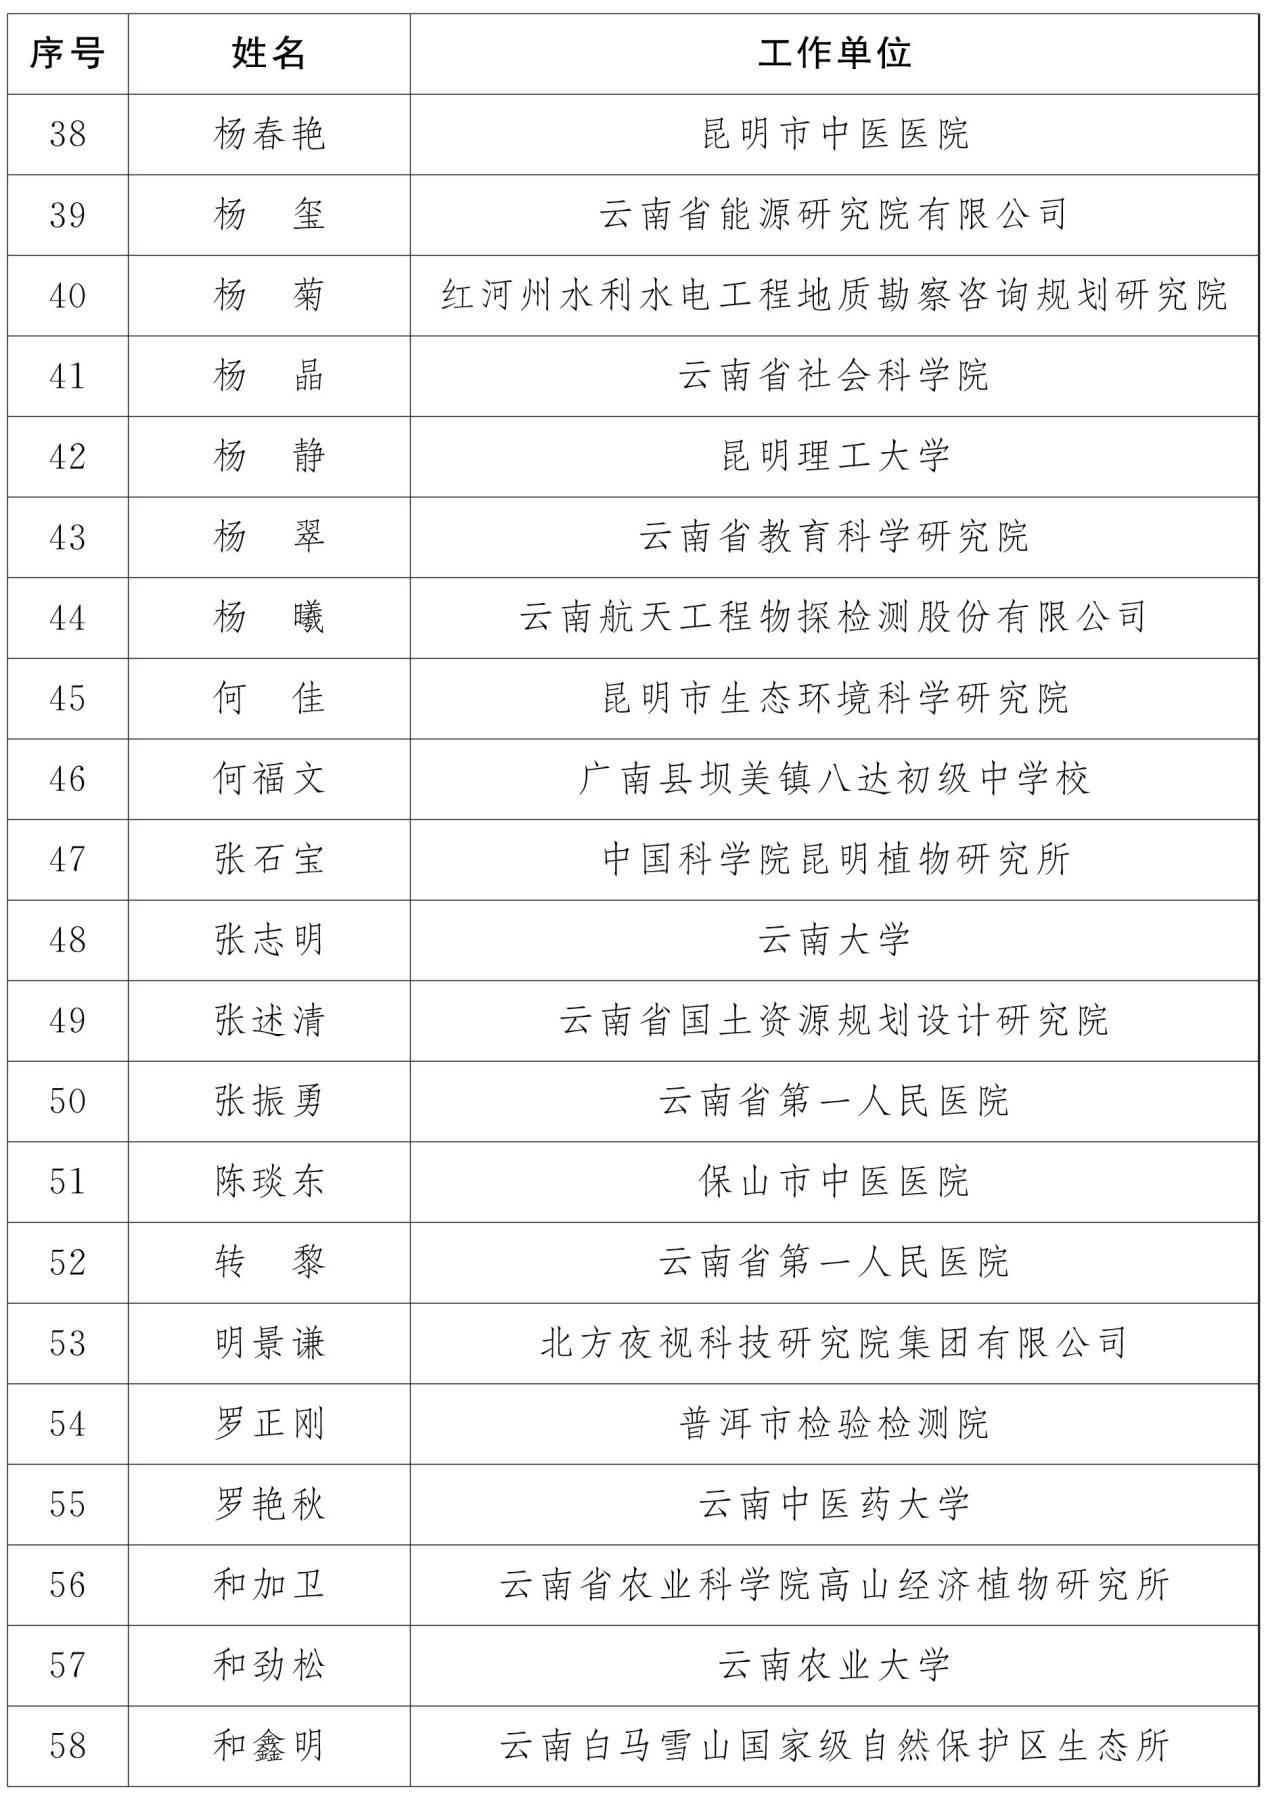 序号 姓名 工作单位
38 杨春艳 昆明市中医医院
39 杨 玺 云南省能源研究院有限公司
40 杨 菊 红河州水利水电工程地质勘察咨询规划研究院
41 杨 晶 云南省社会科学院
42 杨 静 昆明理工大学
43 杨 翠 云南省教育科学研究院
44 杨 曦 云南航天工程物探检测股份有限公司
45 何 佳 昆明市生态环境科学研究院
46 何福文 广南县坝美镇八达初级中学校
47 张石宝 中国科学院昆明植物研究所
48 张志明 云南大学
49 张述清 云南省国土资源规划设计研究院
50 张振勇 云南省第一人民医院
51 陈琰东 保山市中医医院
52 转 黎 云南省第一人民医院
53 明景谦 北方夜视科技研究院集团有限公司
54 罗正刚 普洱市检验检测院
55 罗艳秋 云南中医药大学
56 和加卫 云南省农业科学院高山经济植物研究所
57 和劲松 云南农业大学
58 和鑫明 云南白马雪山国家级自然保护区生态所